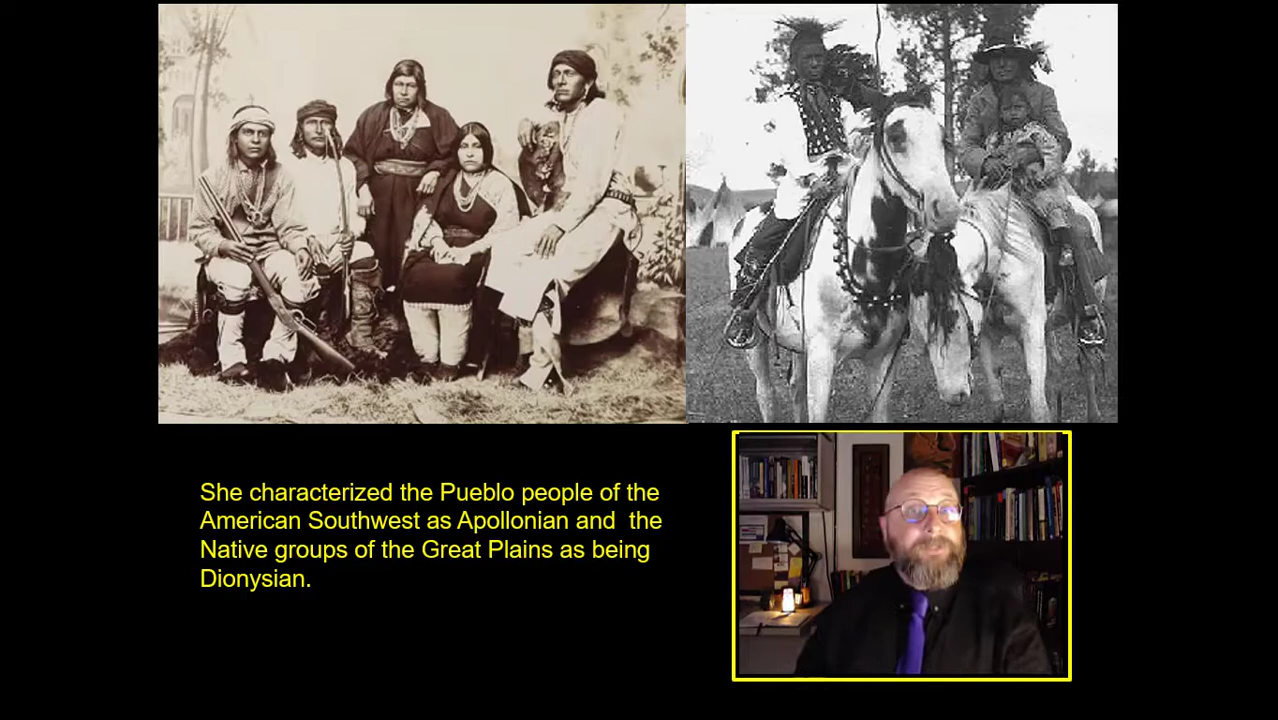 She characterized the Pueblo people of the
American Southwest as Apollonian and  the
Native groups of the Great Plains as being
Dionysian.